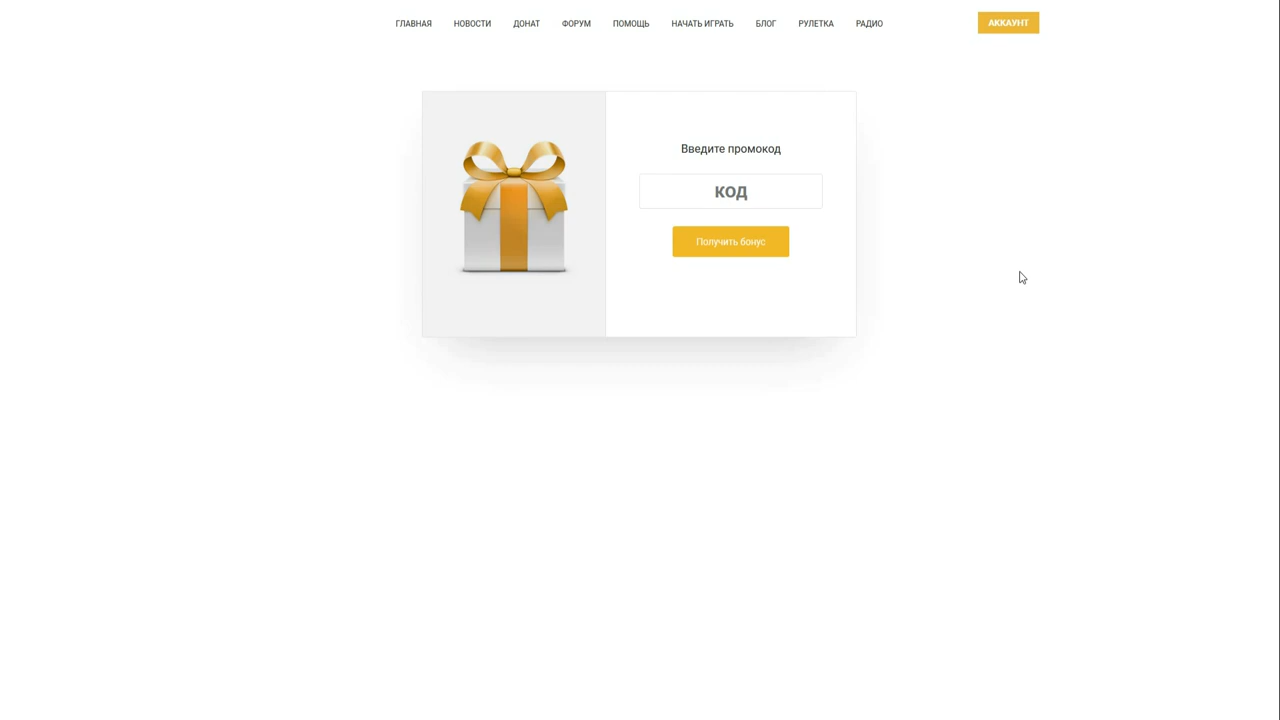 ГЛАВНАЯ НОВОСТИ ДОНАТ ФОРУМ ПОМОЩЬ НАЧАТЬ ИГРАТЬ БЛОГ РУЛЕТКА РАДИО АККАУНТ
Введите промокод
КОД
Получить бонус